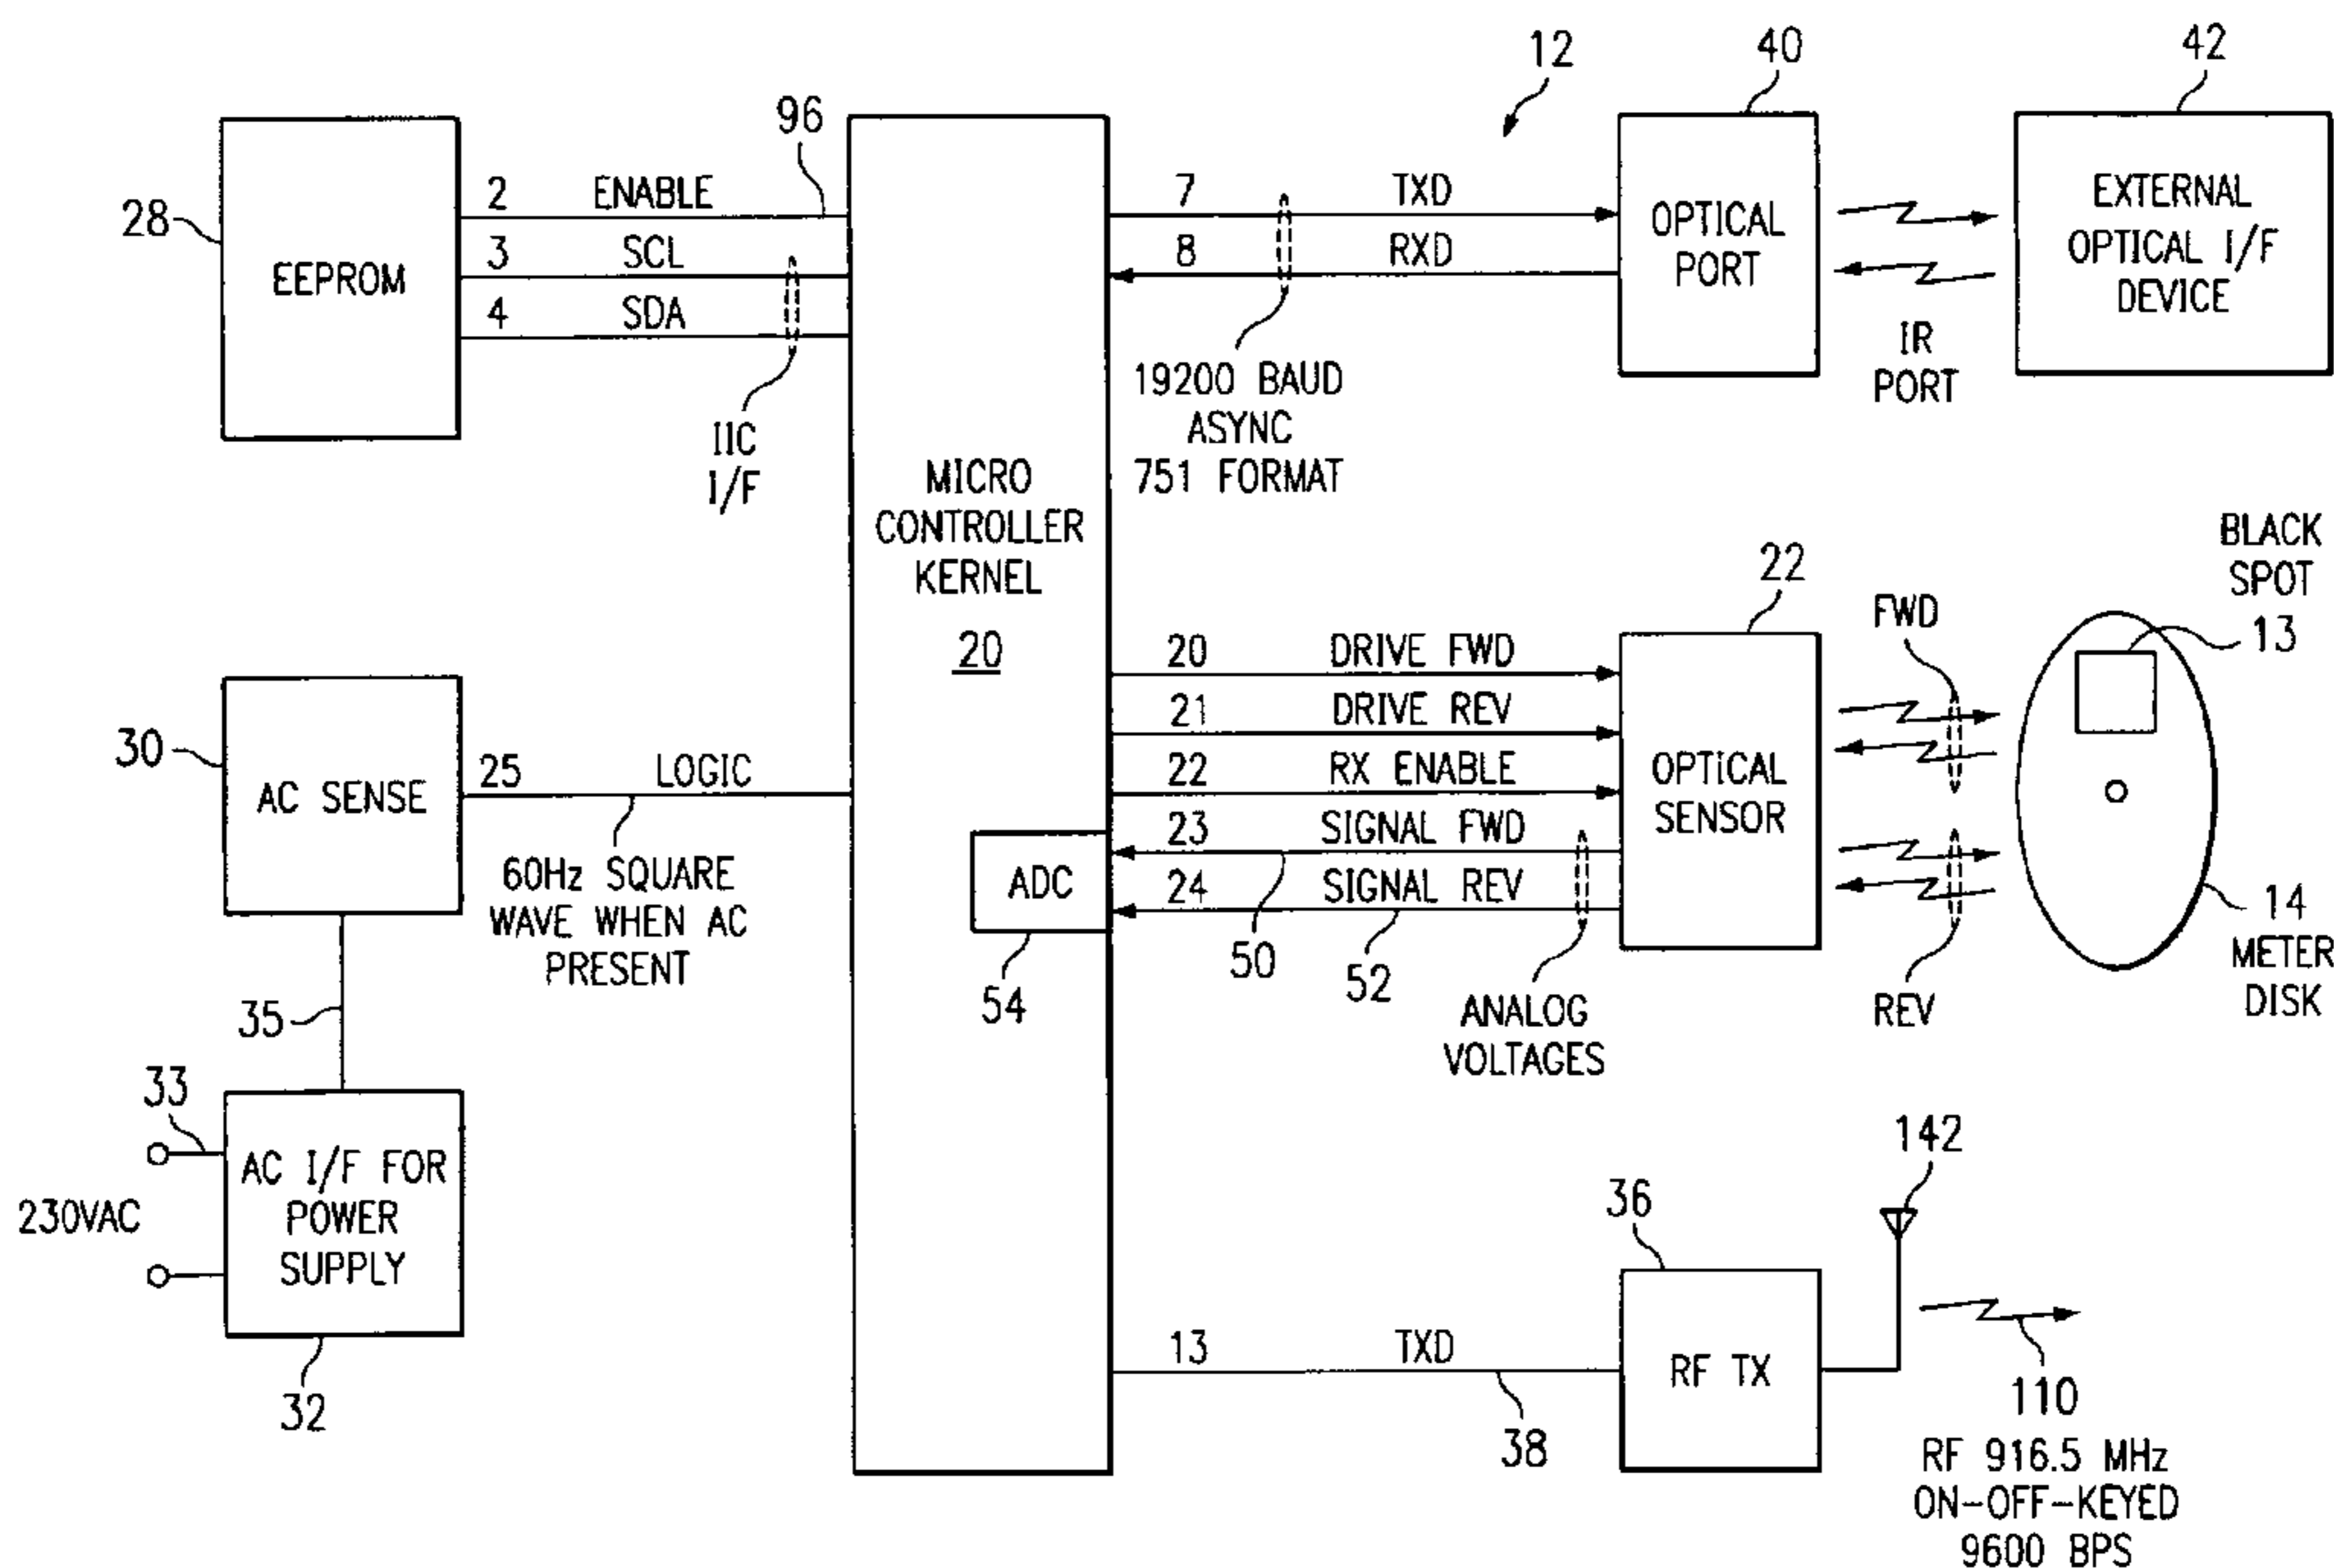 12
40
42
96
28
EEPROM
2 ENABLE
3 SCL
4 SDA
IIC
I/F
MICRO
CONTROLLER
KERNEL
20
7 TXD
8 RXD
19200 BAUD
ASYNC
751 FORMAT
OPTICAL
PORT
IR
PORT
EXTERNAL
OPTICAL I/F
DEVICE
30
AC SENSE
25 LOGIC
60Hz SQUARE
WAVE WHEN AC
PRESENT
35
33
230VAC
AC I/F FOR
POWER
SUPPLY
32
ADC
54
20 DRIVE FWD
21 DRIVE REV
22 RX ENABLE
23 SIGNAL FWD
24 SIGNAL REV
50
52
ANALOG
VOLTAGES
22
OPTICAL
SENSOR
FWD
REV
BLACK
SPOT
13
14
METER
DISK
13 TXD
38
36
RF TX
142
110
RF 916.5 MHz
ON-OFF-KEYED
9600 BPS